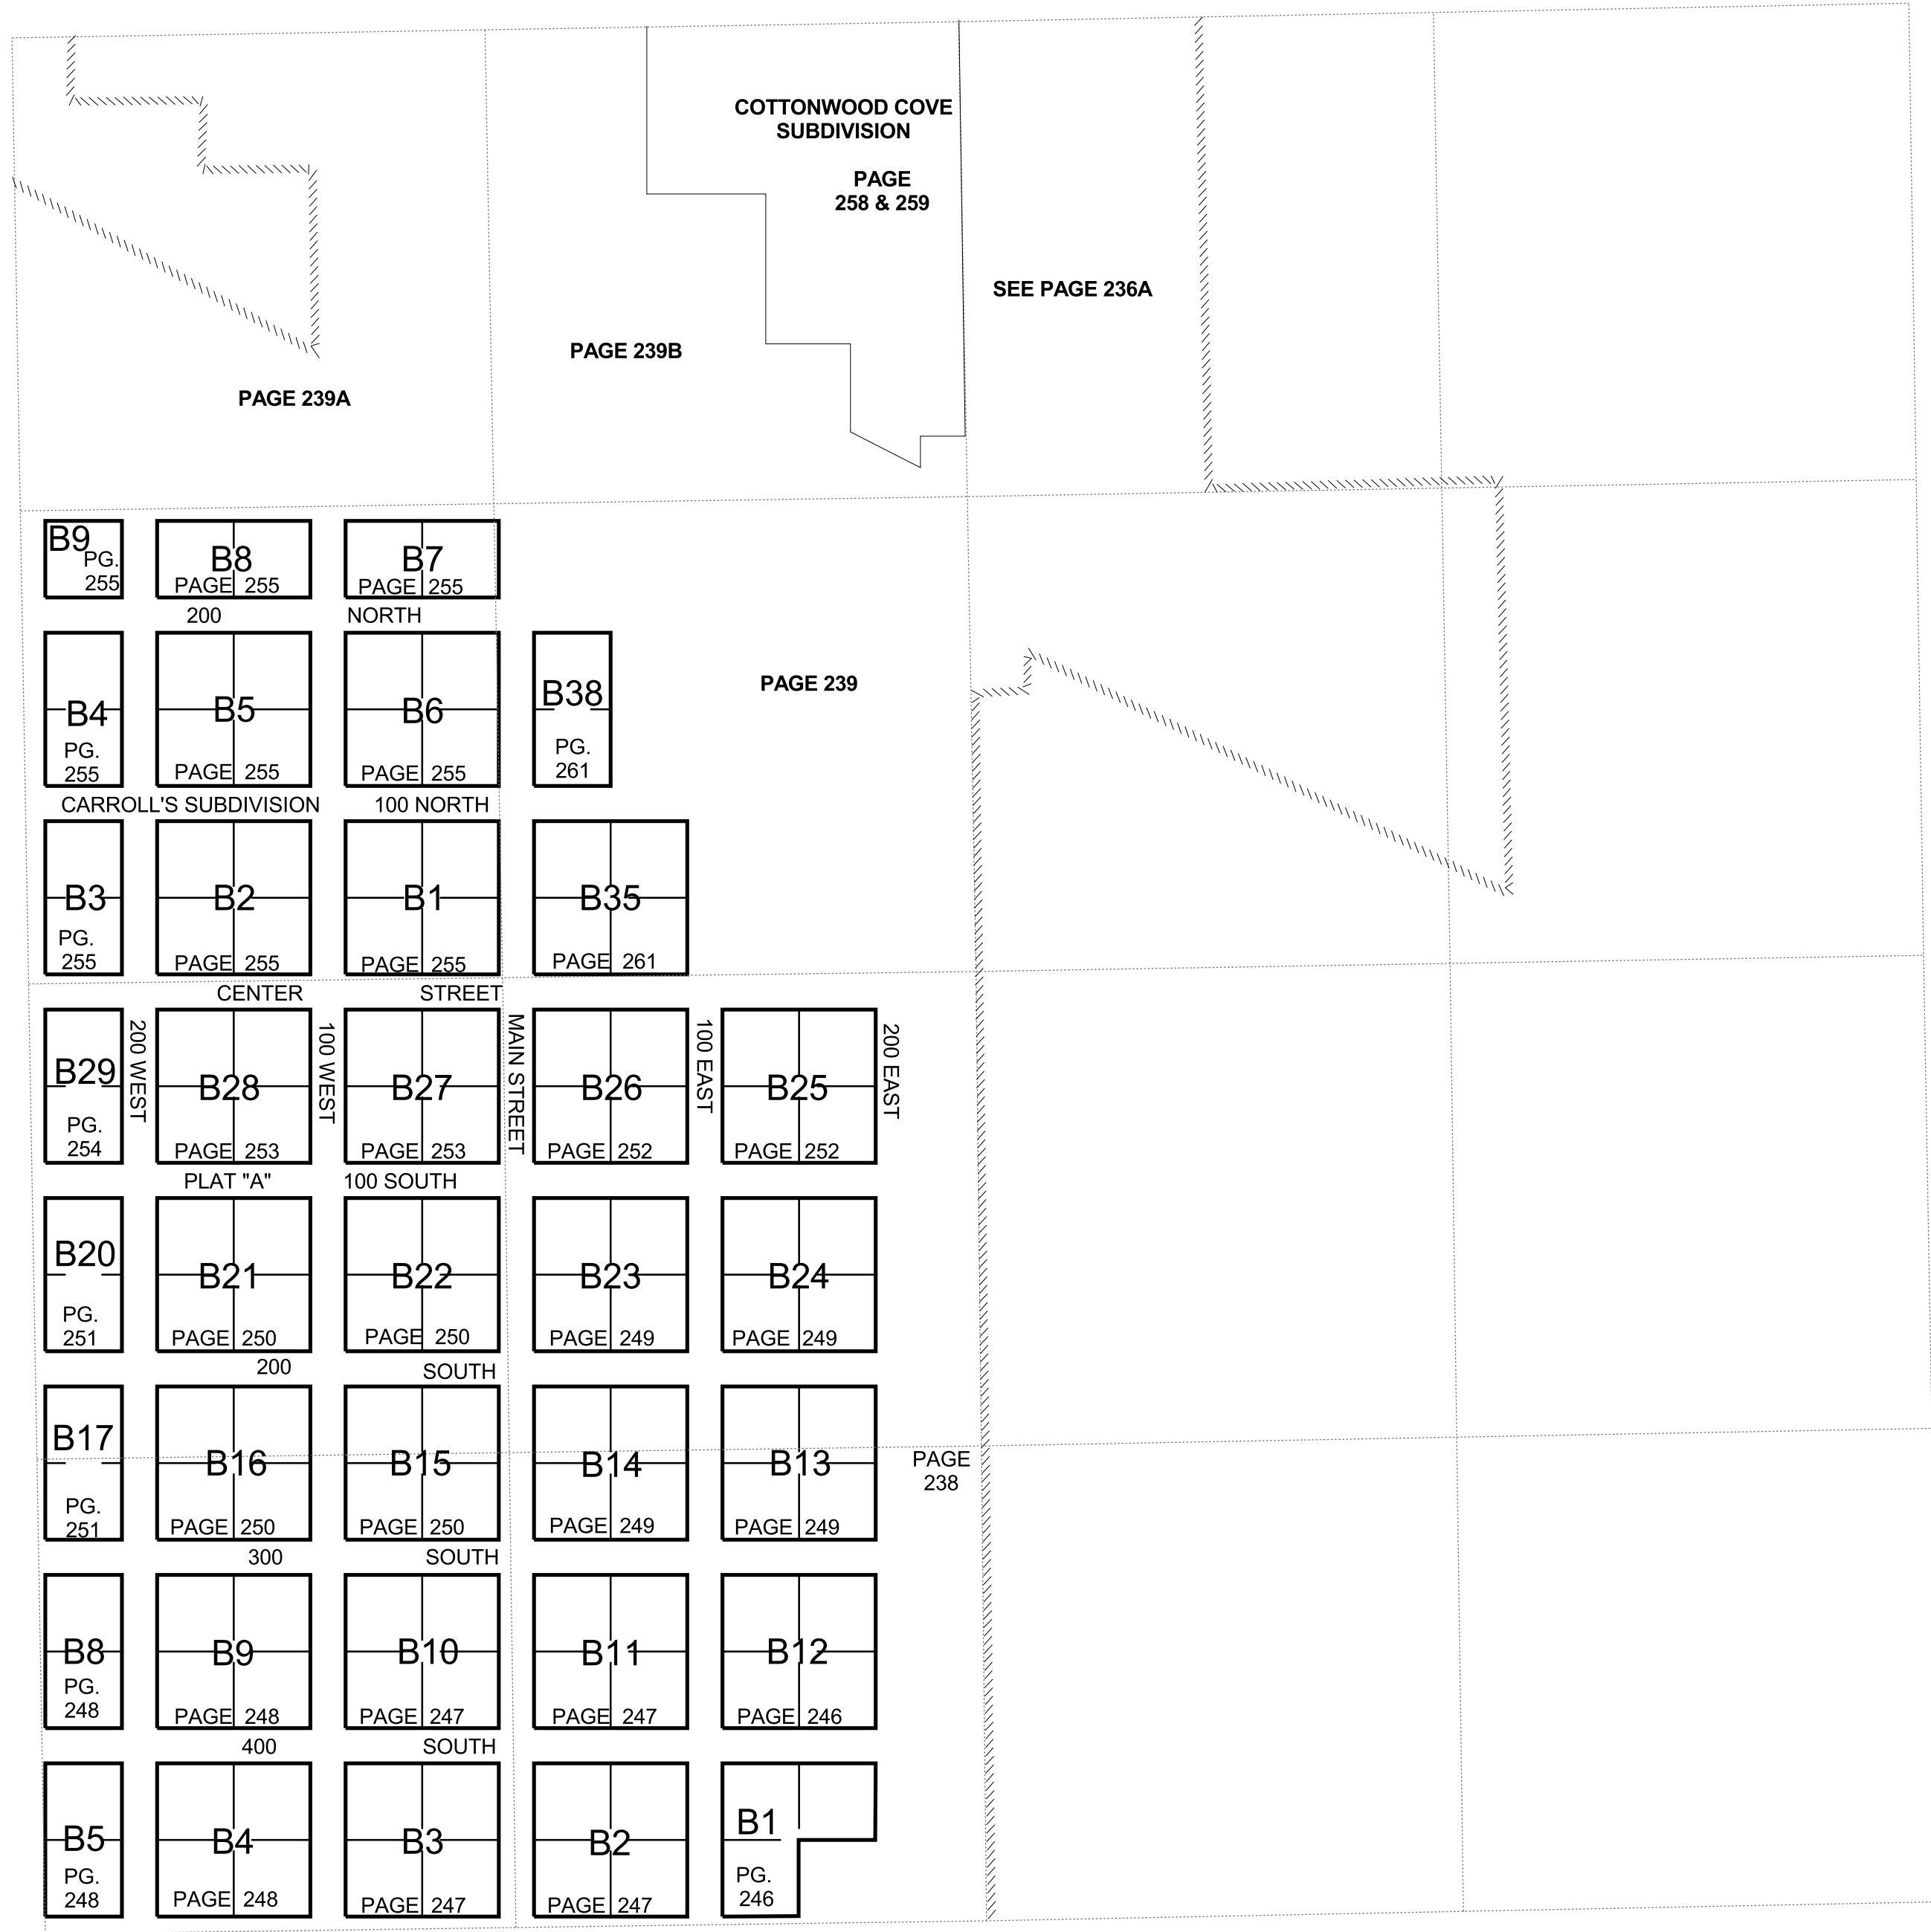 COTTONWOOD COVE
SUBDIVISION
PAGE
258 & 259
SEE PAGE 236A
PAGE 239B
PAGE 239A
B9
PG.
255
B8
PAGE 255
B7
PAGE 255
200 NORTH
B4
PG.
255
B5
PAGE 255
B6
PAGE 255
B38
PG.
261
PAGE 239
CARROLL'S SUBDIVISION 100 NORTH
B3
PG.
255
B2
PAGE 255
B1
PAGE 255
B35
PAGE 261
CENTER STREET
B29
PG.
254
200 WEST
B28
PAGE 253
100 WEST
B27
PAGE 253
MAIN STREET
B26
PAGE 252
100 EAST
B25
PAGE 252
200 EAST
PLAT "A" 100 SOUTH
B20
PG.
251
B21
PAGE 250
B22
PAGE 250
B23
PAGE 249
B24
PAGE 249
200 SOUTH
B17
PG.
251
B16
PAGE 250
B15
PAGE 250
B14
PAGE 249
B13
PAGE 249
PAGE
238
300 SOUTH
B8
PG.
248
B9
PAGE 248
B10
PAGE 247
B11
PAGE 247
B12
PAGE 246
400 SOUTH
B5
PG.
248
B4
PAGE 248
B3
PAGE 247
B2
PAGE 247
B1
PG.
246